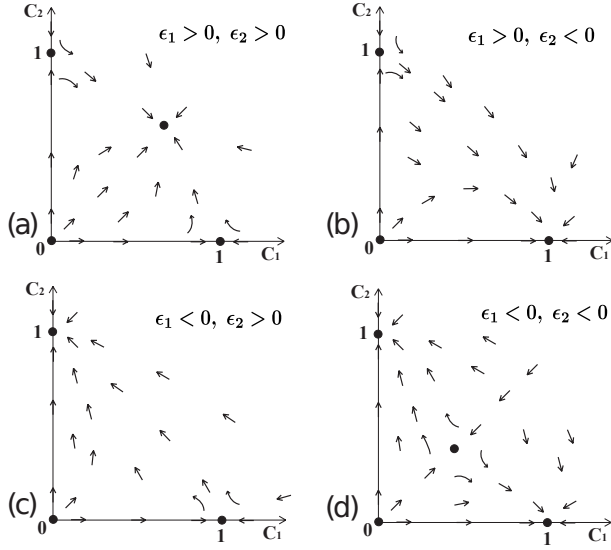 C₂
1
ϵ₁ > 0, ϵ₂ > 0
(a)
0
1
C₁
C₂
1
ϵ₁ > 0, ϵ₂ < 0
(b)
0
1
C₁
C₂
1
ϵ₁ < 0, ϵ₂ > 0
(c)
0
1
C₁
C₂
1
ϵ₁ < 0, ϵ₂ < 0
(d)
0
1
C₁